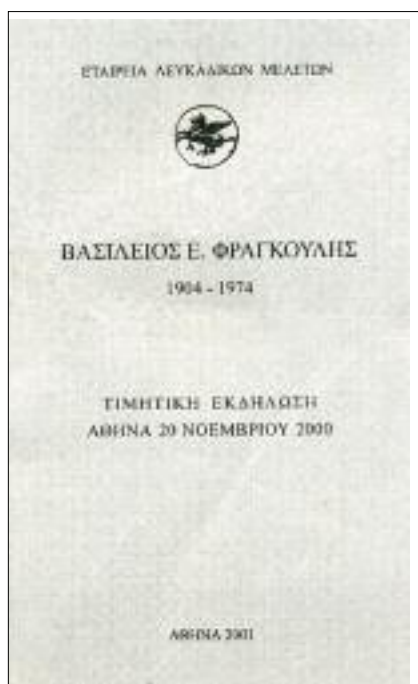 ΕΤΑΙΡΕΙΑ ΛΕΥΚΑΔΙΚΩΝ ΜΕΛΕΤΩΝ
ΒΑΣΙΛΕΙΟΣ Ε. ΦΡΑΓΚΟΥΛΗΣ
1904 - 1974
ΤΙΜΗΤΙΚΗ ΕΚΔΗΛΩΣΗ
ΑΘΗΝΑ 20 ΝΟΕΜΒΡΙΟΥ 2000
ΑΘΗΝΑ 2001